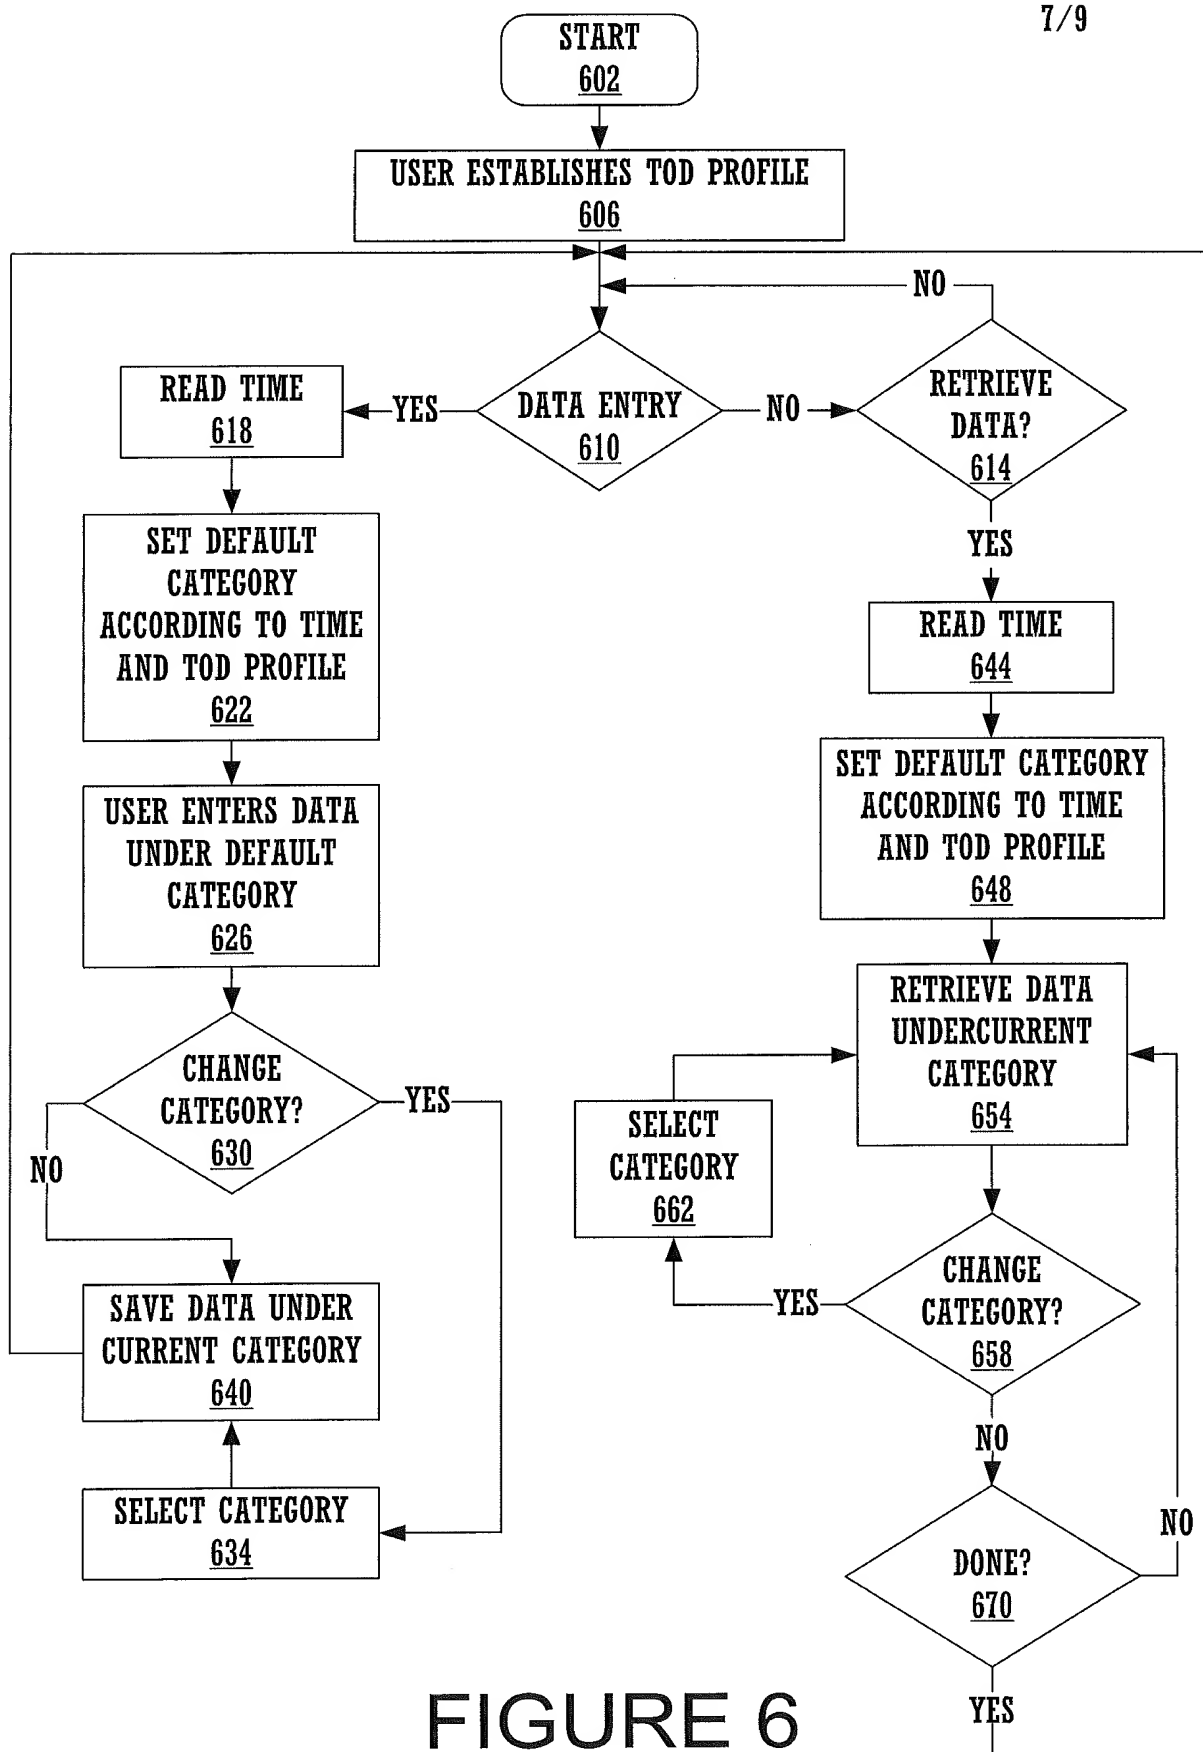 7/9
START
602
USER ESTABLISHES TOD PROFILE
606
NO
READ TIME
618
YES
DATA ENTRY
610
NO
RETRIEVE
DATA?
614
YES
SET DEFAULT
CATEGORY
ACCORDING TO TIME
AND TOD PROFILE
622
READ TIME
644
USER ENTERS DATA
UNDER DEFAULT
CATEGORY
626
SET DEFAULT CATEGORY
ACCORDING TO TIME
AND TOD PROFILE
648
CHANGE
CATEGORY?
630
YES
NO
RETRIEVE DATA
UNDERCURRENT
CATEGORY
654
SELECT
CATEGORY
662
SAVE DATA UNDER
CURRENT CATEGORY
640
YES
CHANGE
CATEGORY?
658
NO
SELECT CATEGORY
634
DONE?
670
NO
YES
FIGURE 6